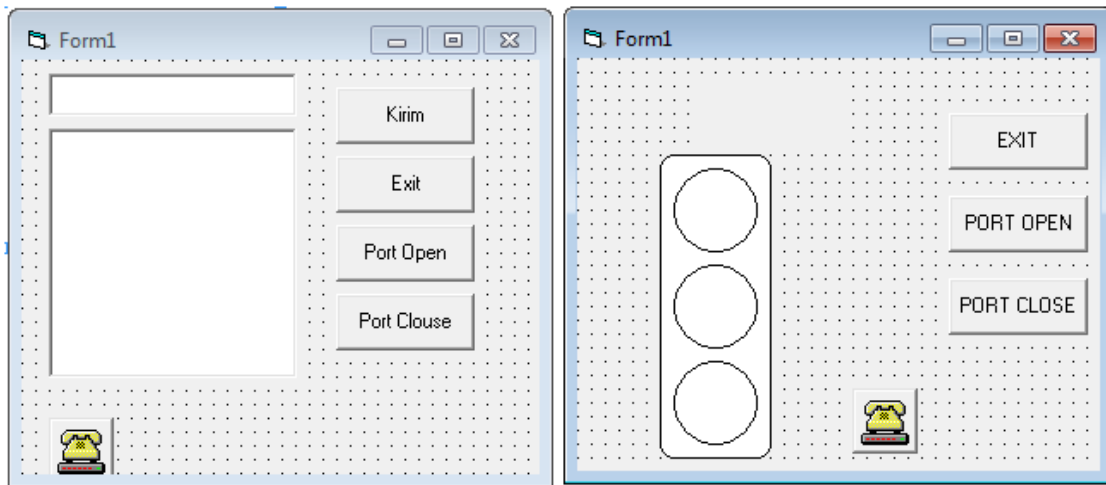 Form1
Kirim
Exit
Port Open
Port Clouse
Form1
EXIT
PORT OPEN
PORT CLOSE